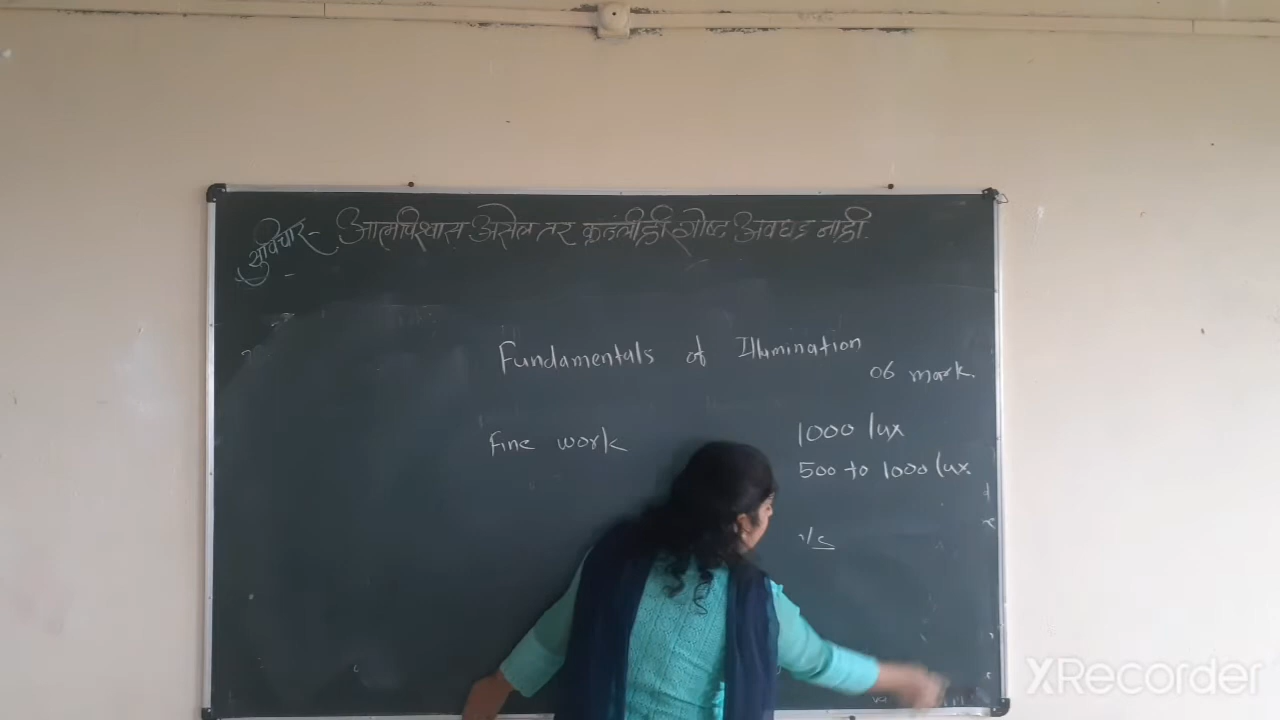 सुविचार- आत्मविश्वास असेल तर कुठलीही गोष्ट अवघड नाही.
Fundamentals of Illumination
06 mark.
Fine work 1000 lux
500 to 1000 lux
XRecorder